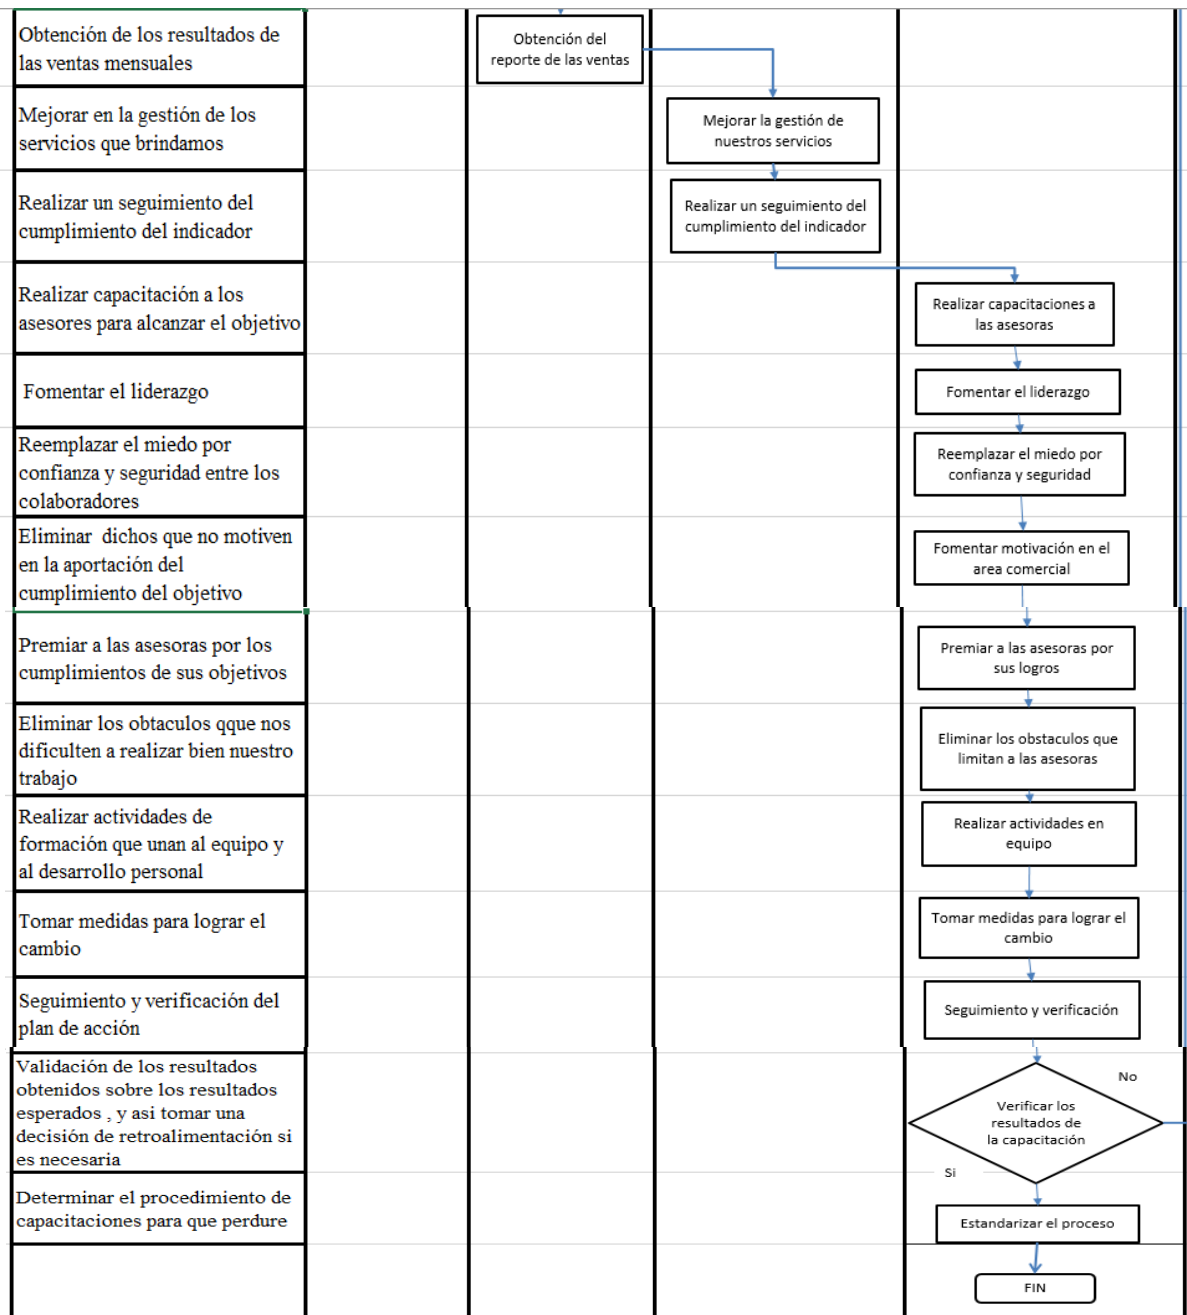 Obtención de los resultados de
las ventas mensuales
Obtención del
reporte de las ventas
Mejorar en la gestión de los
servicios que brindamos
Mejorar la gestión de
nuestros servicios
Realizar un seguimiento del
cumplimiento del indicador
Realizar un seguimiento del
cumplimiento del indicador
Realizar capacitación a los
asesores para alcanzar el objetivo
Realizar capacitaciones a
las asesoras
Fomentar el liderazgo
Fomentar el liderazgo
Reemplazar el miedo por
confianza y seguridad entre los
colaboradores
Reemplazar el miedo por
confianza y seguridad
Eliminar dichos que no motiven
en la aportación del
cumplimiento del objetivo
Fomentar motivación en el
area comercial
Premiar a las asesoras por los
cumplimientos de sus objetivos
Premiar a las asesoras por
sus logros
Eliminar los obtaculos qque nos
dificulten a realizar bien nuestro
trabajo
Eliminar los obstaculos que
limitan a las asesoras
Realizar actividades de
formación que unan al equipo y
al desarrollo personal
Realizar actividades en
equipo
Tomar medidas para lograr el
cambio
Tomar medidas para lograr el
cambio
Seguimiento y verificación del
plan de acción
Seguimiento y verificación
Validación de los resultados
obtenidos sobre los resultados
esperados , y asi tomar una
decisión de retroalimentación si
es necesaria
No
Verificar los
resultados de
la capacitación
Si
Determinar el procedimiento de
capacitaciones para que perdure
Estandarizar el proceso
FIN